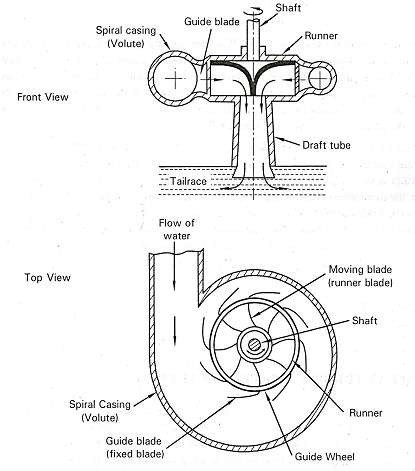 Shaft
Guide blade
Spiral casing
(Volute)
Runner
Front View
Draft tube
Tailrace
Flow of
water
Top View
Moving blade
(runner blade)
Shaft
Spiral Casing
(Volute)
Runner
Guide blade
(fixed blade)
Guide Wheel